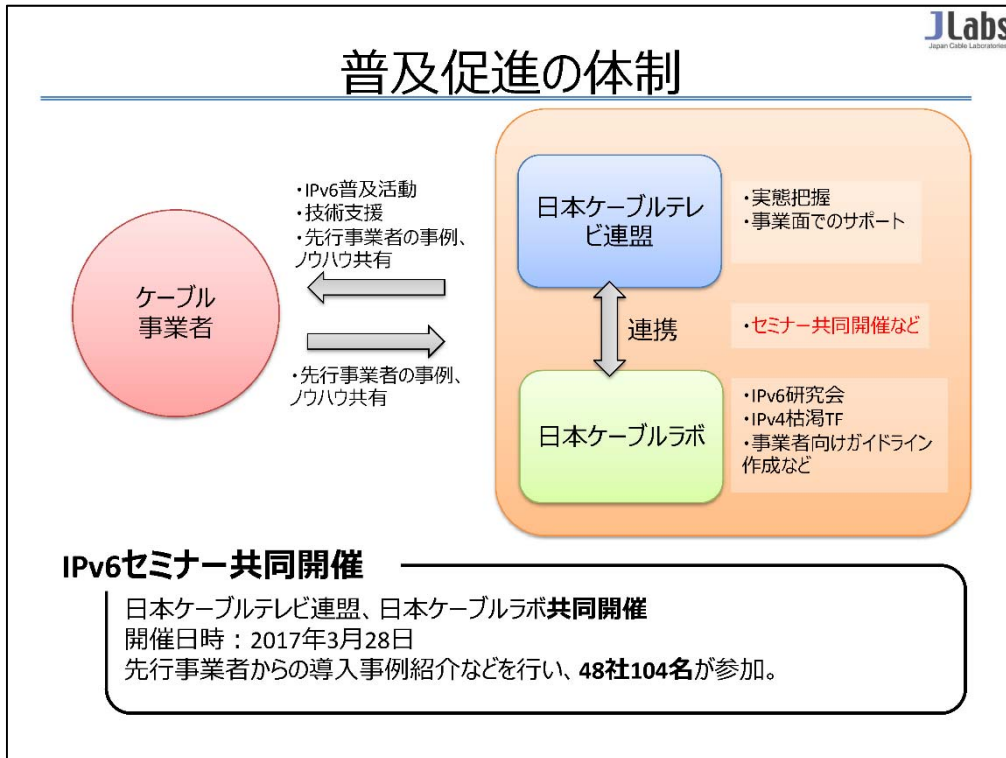 JLabs
Japan Cable Laboratories
普及促進の体制
・IPv6普及活動
・技術支援
・先行事業者の事例、
ノウハウ共有
ケーブル
事業者
・先行事業者の事例、
ノウハウ共有
日本ケーブルテレ
ビ連盟
・実態把握
・事業面でのサポート
連携
・セミナー共同開催など
日本ケーブルラボ
・IPv6研究会
・IPv4枯渇TF
・事業者向けガイドライン
作成など
IPv6セミナー共同開催
日本ケーブルテレビ連盟、日本ケーブルラボ共同開催
開催日時：2017年3月28日
先行事業者からの導入事例紹介などを行い、48社104名が参加。